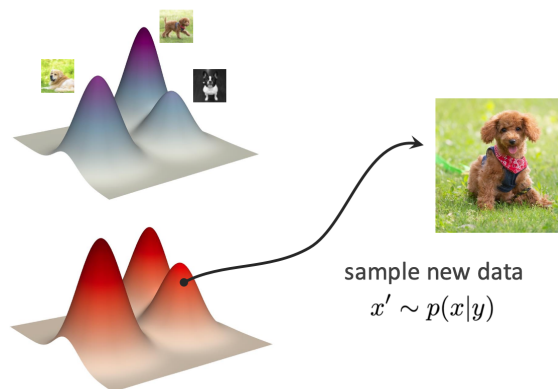 sample new data
x′ ∼ p(x|y)